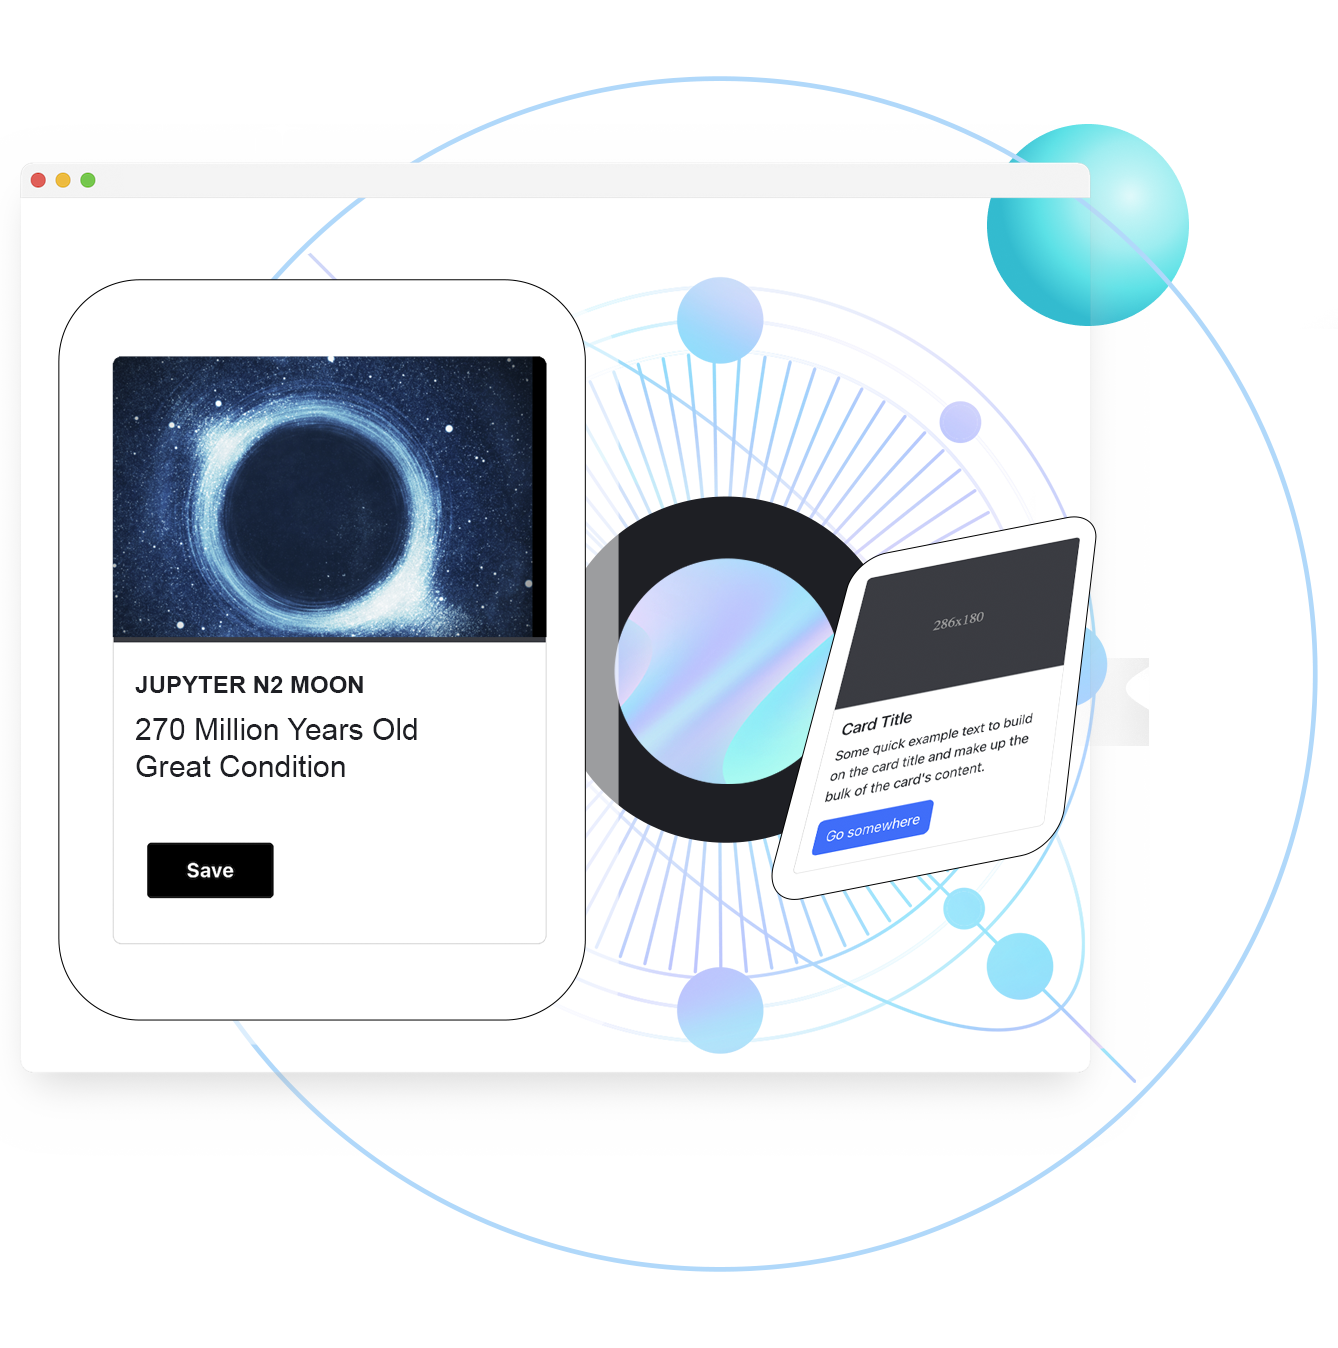 JUPYTER N2 MOON
270 Million Years Old
Great Condition
Save
286x180
Card Title
Some quick example text to build
on the card title and make up the
bulk of the card's content.
Go somewhere